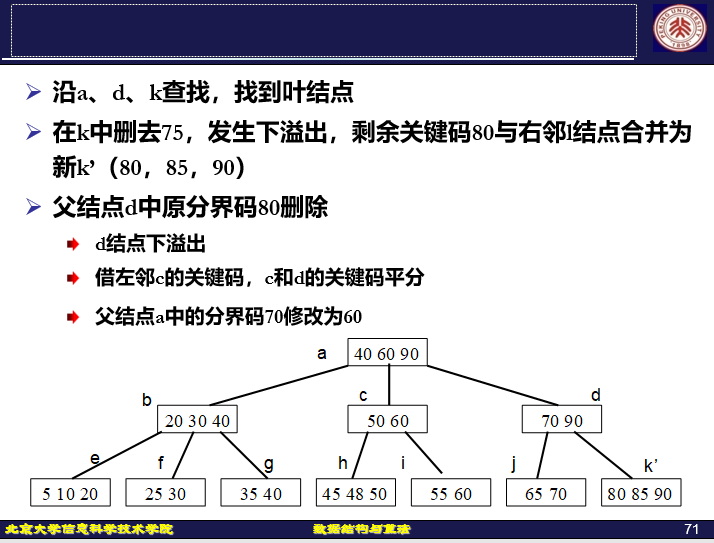 PEKING UNIVERSITY
1898
沿a、d、k查找，找到叶结点
在k中删去75，发生下溢出，剩余关键码80与右邻l结点合并为
新k’（80，85，90）
父结点d中原分界码80删除
d结点下溢出
借左邻c的关键码，c和d的关键码平分
父结点a中的分界码70修改为60
a 40 60 90
b c d
20 30 40 50 60 70 90
e f g h i j k’
5 10 20 25 30 35 40 45 48 50 55 60 65 70 80 85 90
北京大学信息科学技术学院 数据结构与算法 71